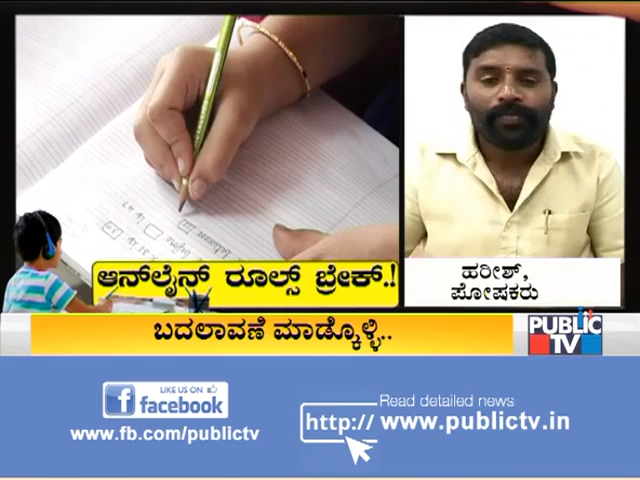 ಆನ್‌ಲೈನ್ ರೂಲ್ಸ್ ಬ್ರೇಕ್.!
ಹರೀಶ್,
ಪೋಷಕರು
ಬದಲಾವಣೆ ಮಾಡ್ಕೊಳ್ಳಿ..
PUBLIC
TV
LIKE US ON
facebook
www.fb.com/publictv
Read detailed news
http:// www.publictv.in